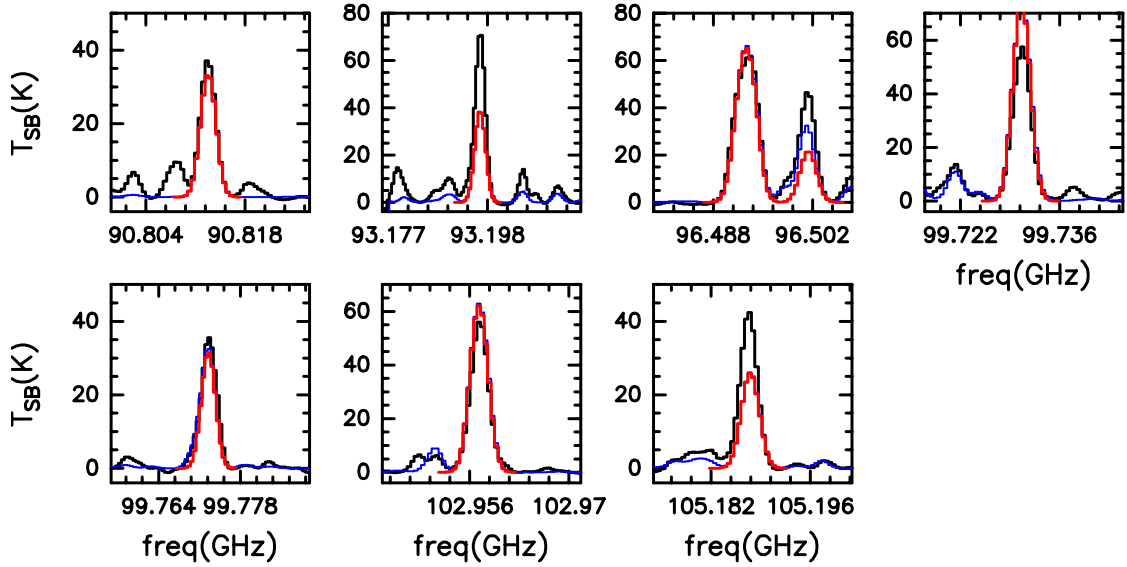 80 80
40 60 60 60
T_SB(K) 20 40 40 40
20 20 20
0 0 0 0
90.804 90.818 93.177 93.198 96.488 96.502 99.722 99.736
freq(GHz)
40 60 40
T_SB(K) 20 40 20
20
0 0 0
99.764 99.778 102.956 102.97 105.182 105.196
freq(GHz) freq(GHz) freq(GHz)